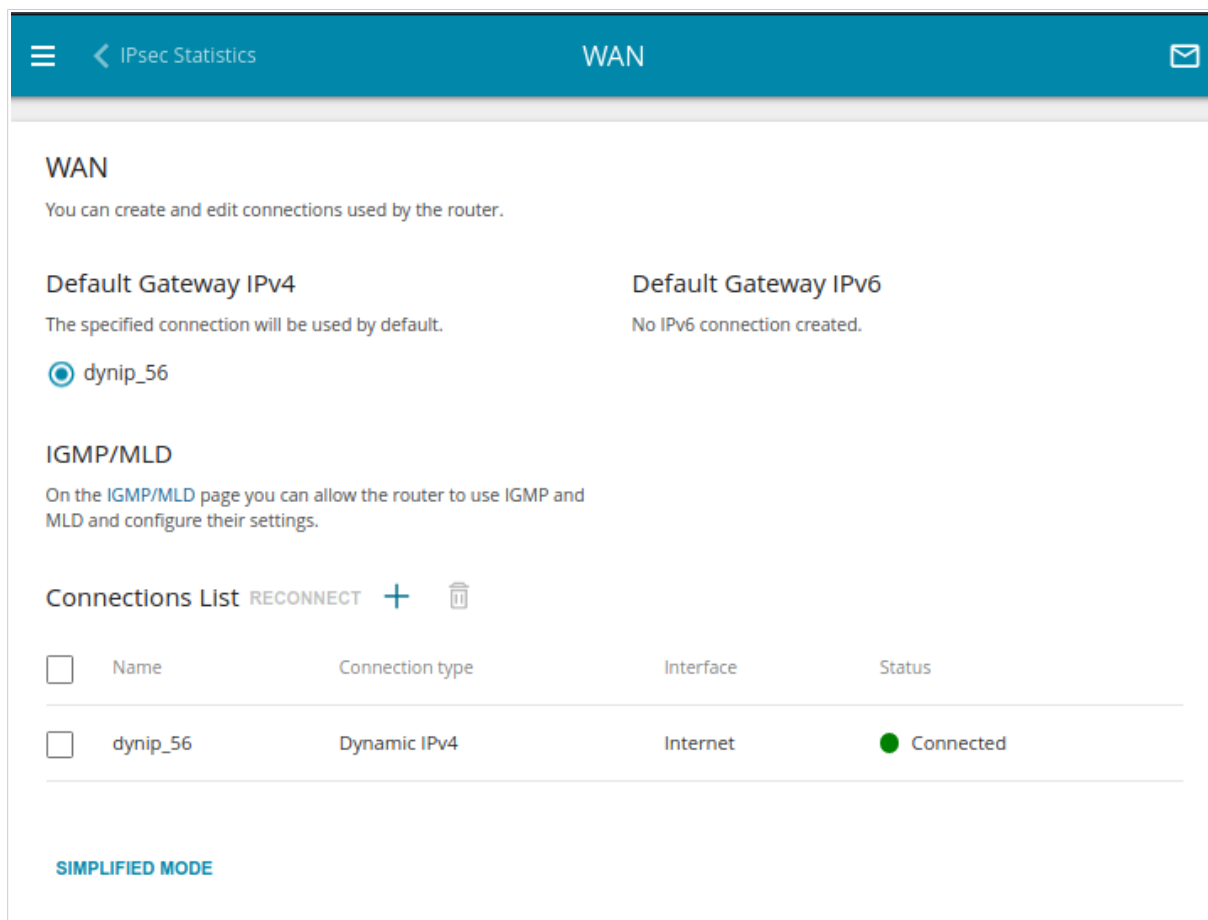 IPsec Statistics
WAN
WAN
You can create and edit connections used by the router.
Default Gateway IPv4
The specified connection will be used by default.
dynip_56
Default Gateway IPv6
No IPv6 connection created.
IGMP/MLD
On the IGMP/MLD page you can allow the router to use IGMP and
MLD and configure their settings.
Connections List RECONNECT
Name Connection type Interface Status
dynip_56 Dynamic IPv4 Internet Connected
SIMPLIFIED MODE